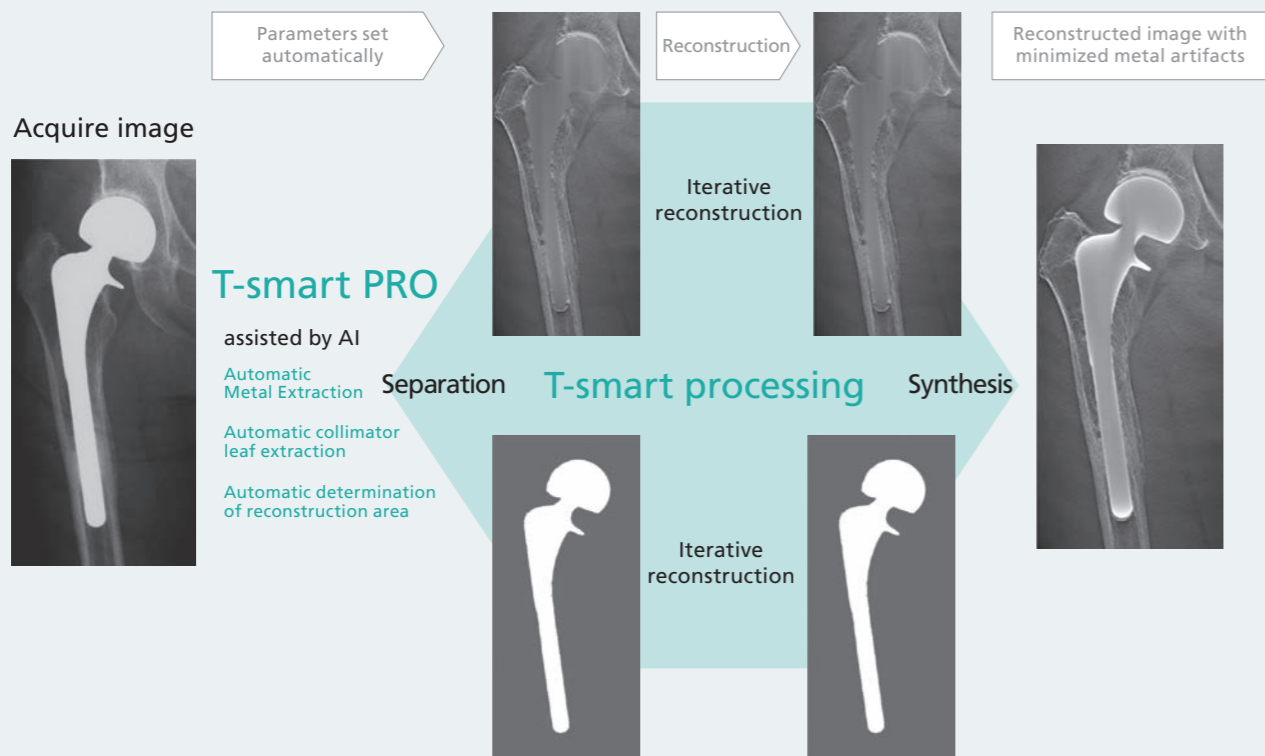 Parameters set
automatically
Reconstruction
Reconstructed image with
minimized metal artifacts
Acquire image
T-smart PRO
assisted by AI
Automatic
Metal Extraction
Automatic collimator
leaf extraction
Automatic determination
of reconstruction area
Separation
Iterative
reconstruction
T-smart processing
Synthesis
Iterative
reconstruction